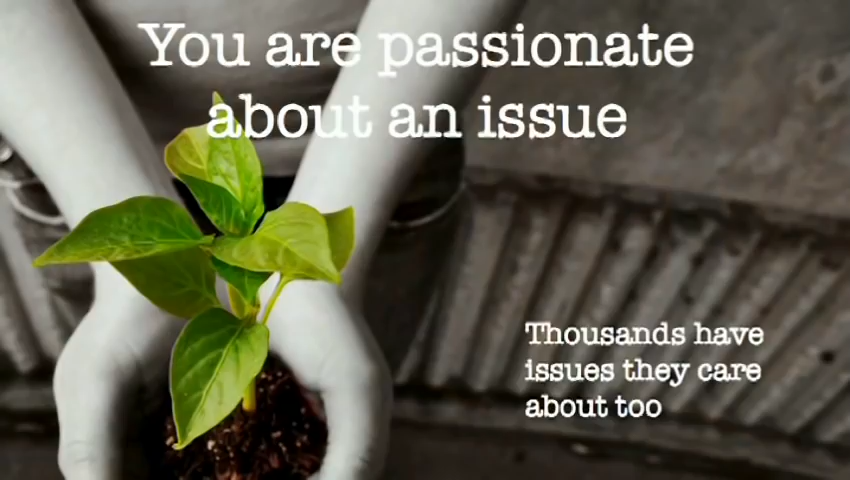 You are passionate
about an issue
Thousands have
issues they care
about too